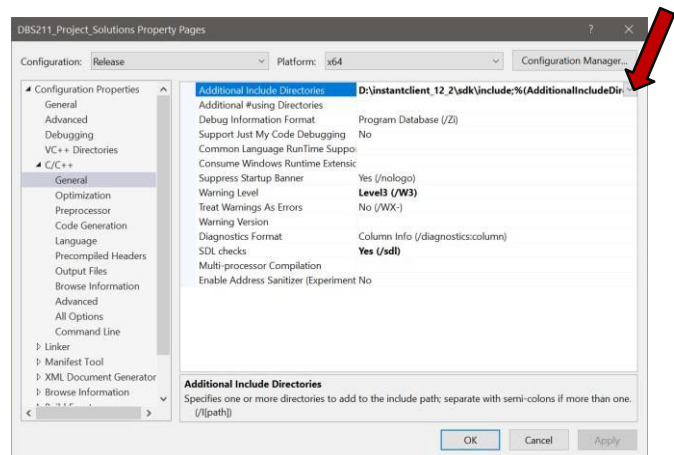 DBS211_Project_Solutions Property Pages ? ×
Configuration: Release Platform: x64 Configuration Manager...
Configuration Properties
General
Advanced
Debugging
VC++ Directories
C/C++
General
Optimization
Preprocessor
Code Generation
Language
Precompiled Headers
Output Files
Browse Information
Advanced
All Options
Command Line
Linker
Manifest Tool
XML Document Generator
Browse Information
Additional Include Directories D:\instantclient_12_2\sdk\include;%(AdditionalIncludeDir
Additional #using Directories
Debug Information Format Program Database (/Zi)
Support Just My Code Debugging No
Common Language RunTime Suppo
Consume Windows Runtime Extensic
Suppress Startup Banner Yes (/nologo)
Warning Level Level3 (/W3)
Treat Warnings As Errors No (/WX-)
Warning Version
Diagnostics Format Column Info (/diagnostics:column)
SDL checks Yes (/sdl)
Multi-processor Compilation
Enable Address Sanitizer (Experiment No
Additional Include Directories
Specifies one or more directories to add to the include path; separate with semi-colons if more than one.
(/I[path])
OK Cancel Apply